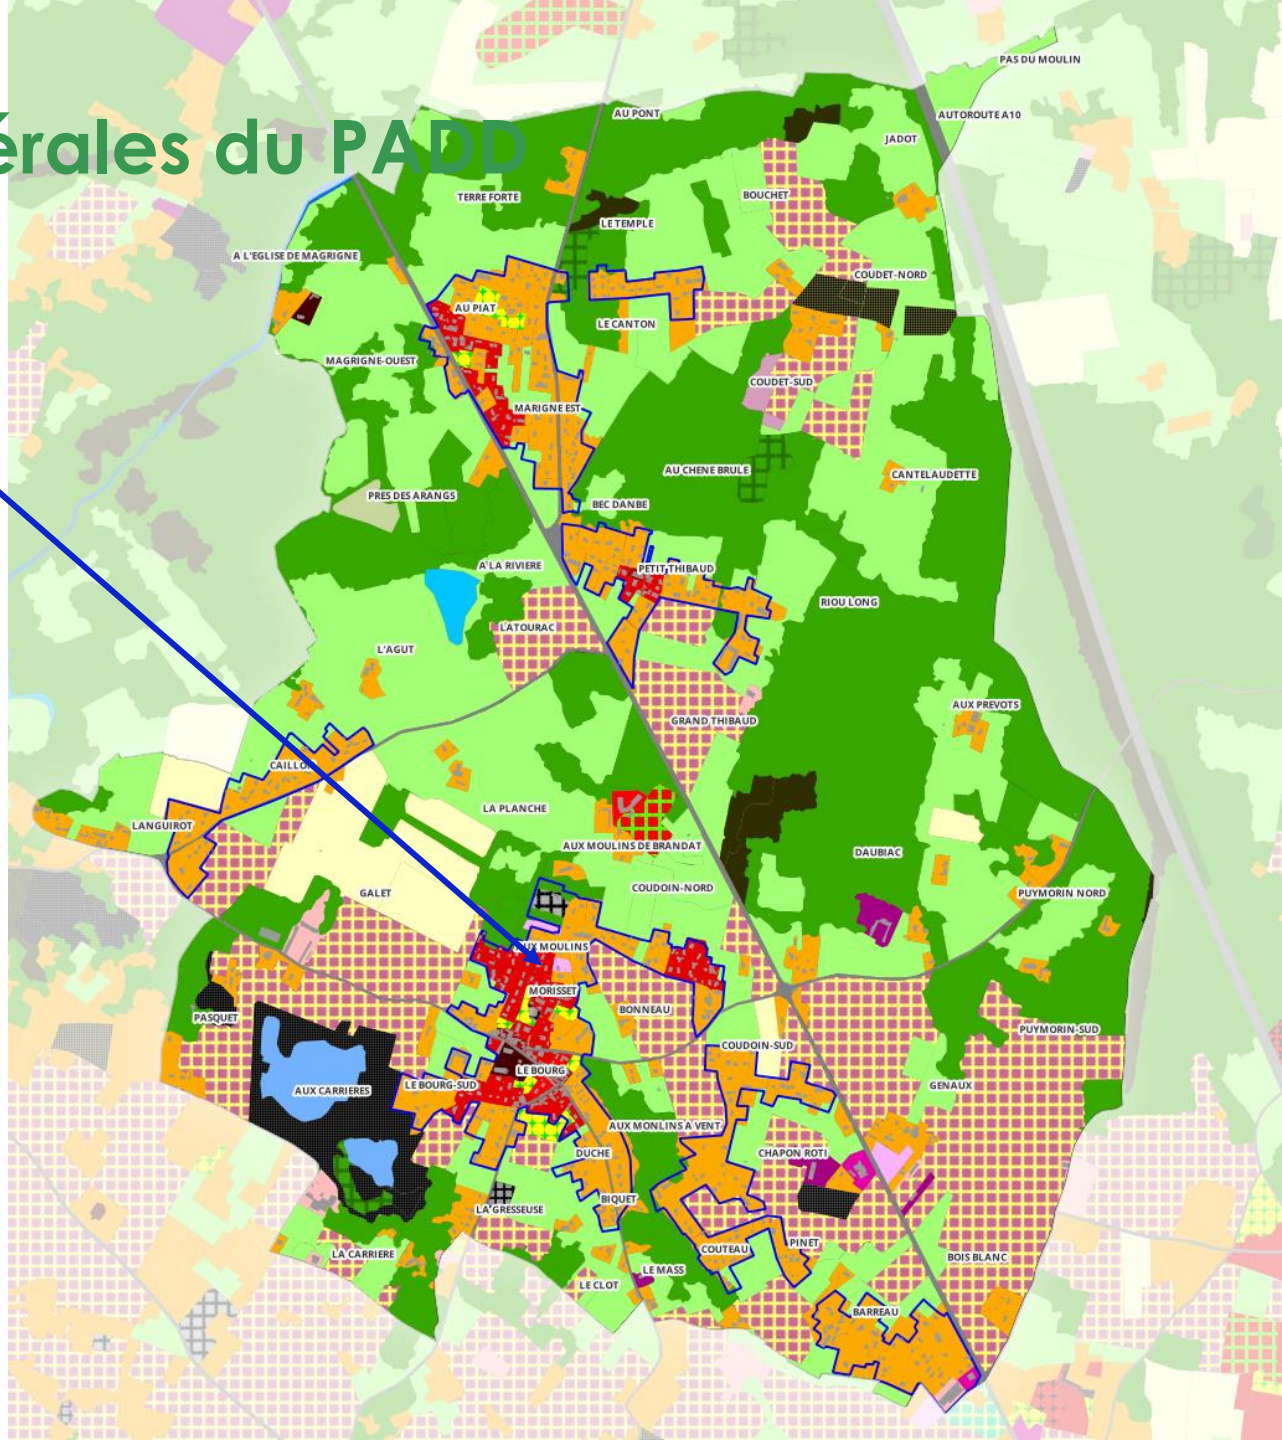 PAS DU MOULIN
AU PONT
AUTOROUTE A10
érales du PADD
JADOT
TERRE FORTE
BOUCHET
LE TEMPLE
A L'EGLISE DE MAGRIGNE
COUDET-NORD
AU PIAT
LE CANTON
MAGRIGNE-OUEST
COUDET-SUD
MARIGNE EST
AU CHENE BRULE
CANTELAUDETTE
PRES DES ARANGS
BEC DANBE
A LA RIVIERE
PETIT THIBAUD
RIOU LONG
LATOURAC
L'AGUT
AUX PREVOTS
GRAND THIBAUD
LA PLANCHE
LANGUIROT
AUX MOULINS DE BRANDAT
DAUBIAC
COUDOIN-NORD
GALET
PUYMORIN NORD
MORISSET
BONNEAU
PASQUET
PUYMORIN-SUD
COUDOIN-SUD
LE BOURG
AUX CARRIERES
LE BOURG-SUD
GENAUX
AUX MONLINS A VENT
DUCHE
CHAPON ROTI
BIQUET
LA GRESSEUSE
PINET
COUTEAU
LA CARRIERE
BOIS BLANC
LE MASS
LE CLOT
BARREAU